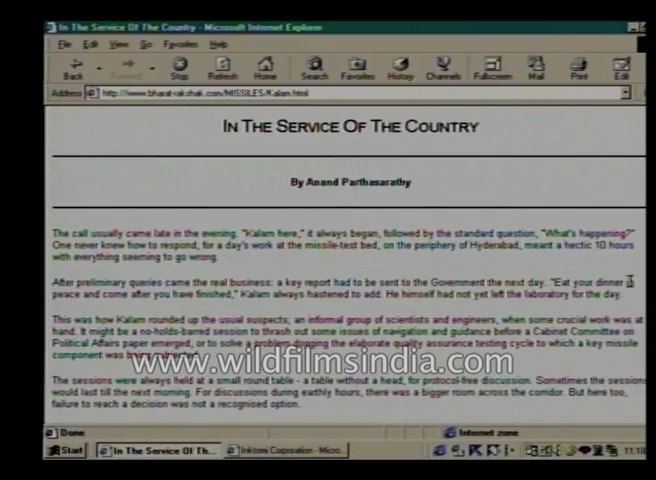 In The Service Of The Country - Microsoft Internet Explorer
File Edit View Go Favorites Help
Back Forward Stop Refresh Home Search Favorites History Channels Fullscreen Mail Print Edit
Address http://www.bharat-rakshak.com/MISSILES/Kalam.html
IN THE SERVICE OF THE COUNTRY
By Anand Parthasarathy
The call usually came late in the evening. "Kalam here," it always began, followed by the standard question, "What's happening?"
One never knew how to respond, for a day's work at the missile-test bed, on the periphery of Hyderabad, meant a hectic 10 hours
with everything seeming to go wrong.
After preliminary queries came the real business: a key report had to be sent to the Government the next day. "Eat your dinner in
peace and come after you have finished," Kalam always hastened to add. He himself had not yet left the laboratory for the day.
This was how Kalam rounded up the usual suspects; an informal group of scientists and engineers, when some crucial work was at
hand. It might be a no-holds-barred session to thrash out some issues of navigation and guidance before a Cabinet Committee on
Political Affairs paper emerged, or to solve a problem dogging the elaborate quality assurance testing cycle to which a key missile
component was being subjected.
www.wildfilmsindia.com
The sessions were always held at a small round table - a table without a head, for protocol-free discussion. Sometimes the sessions
would last till the next morning. For discussions during earthly hours, there was a bigger room across the corridor. But here too,
failure to reach a decision was not a recognised option.
Done Internet zone
Start In The Service Of Th... Inktomi Corporation - Micro... 11:18